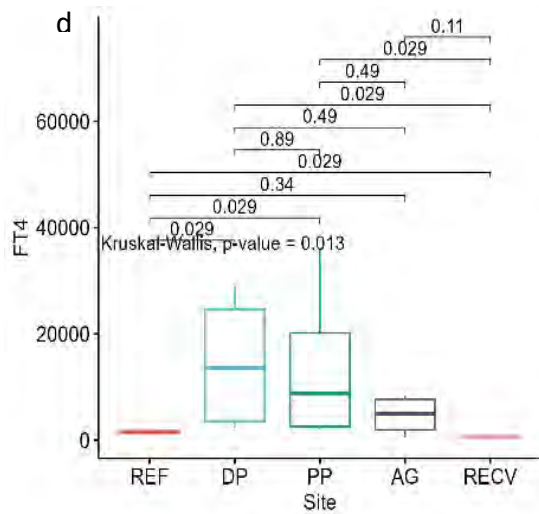 d
0.11
0.029
0.49
0.029
0.49
0.89
0.029
0.34
0.029
0.029
Kruskal-Wallis, p-value = 0.013
FT4
60000
40000
20000
0
REF DP PP AG RECV
Site